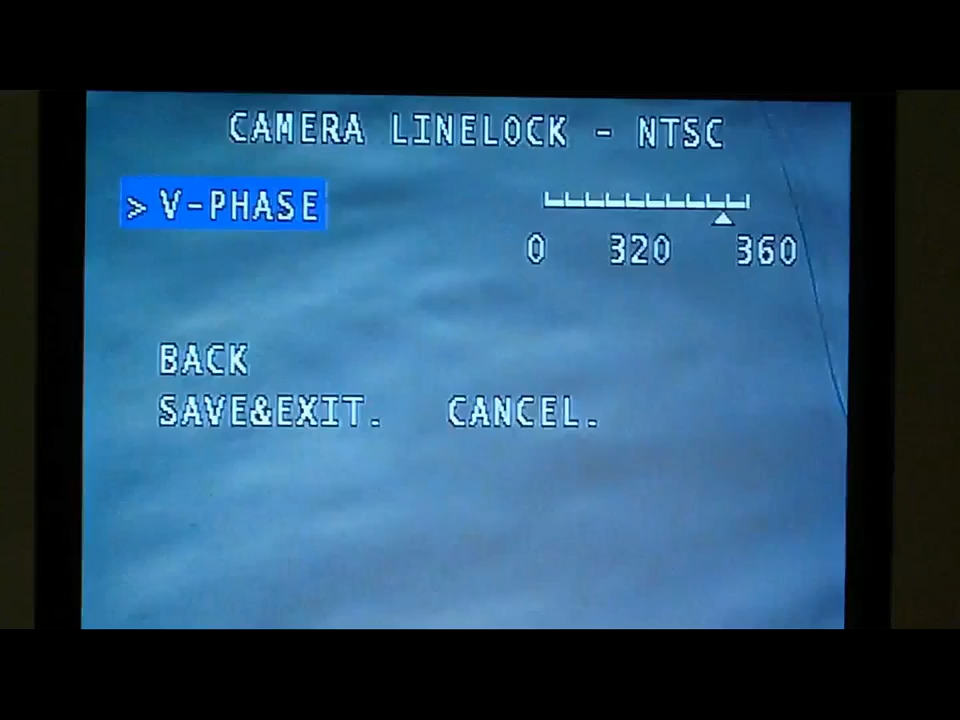 CAMERA LINELOCK - NTSC
> V-PHASE
0 320 360
BACK
SAVE&EXIT. CANCEL.